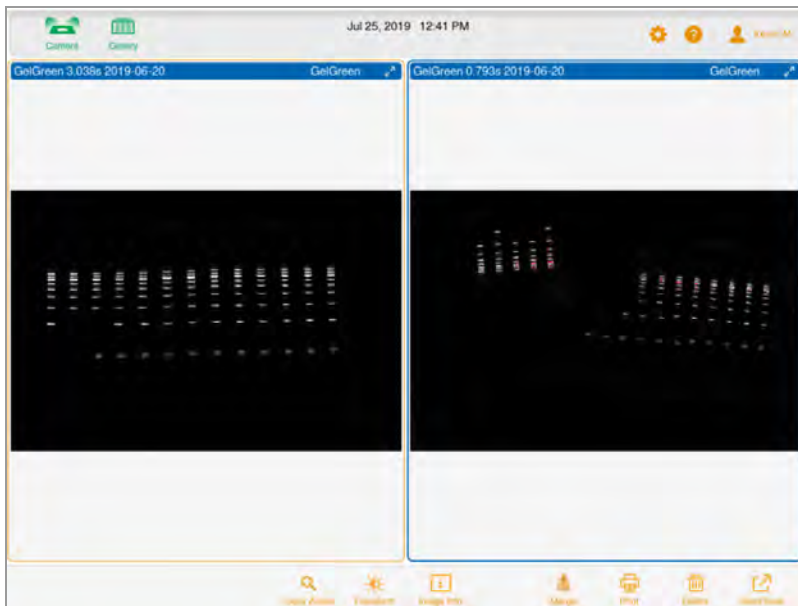 Jul 25, 2019 12:41 PM
Camera
Gallery
GelGreen 3.038s 2019-06-20 GelGreen
GelGreen 0.793s 2019-06-20 GelGreen
Image Info
Print
Delete